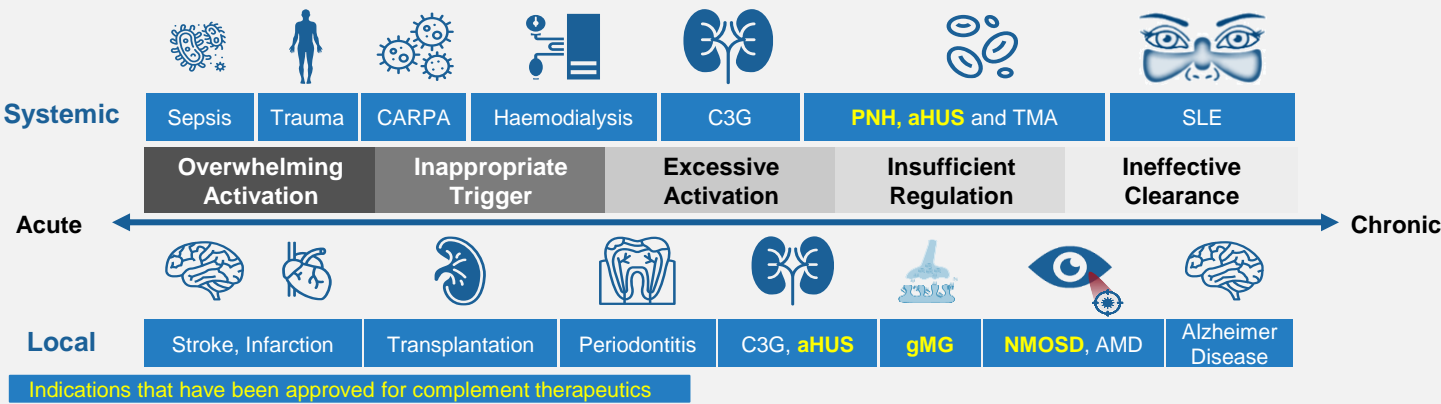 Systemic
Sepsis
Trauma
CARPA
Haemodialysis
C3G
PNH, aHUS and TMA
SLE
Overwhelming
Activation
Inappropriate
Trigger
Excessive
Activation
Insufficient
Regulation
Ineffective
Clearance
Acute
Chronic
Local
Stroke, Infarction
Transplantation
Periodontitis
C3G, aHUS
gMG
NMOSD, AMD
Alzheimer
Disease
Indications that have been approved for complement therapeutics